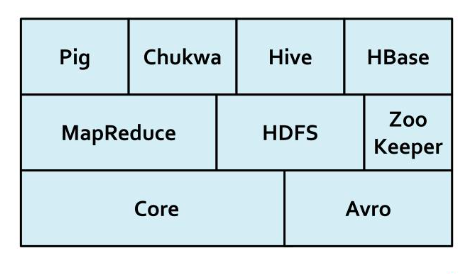 Pig
Chukwa
Hive
HBase
MapReduce
HDFS
Zoo
Keeper
Core
Avro